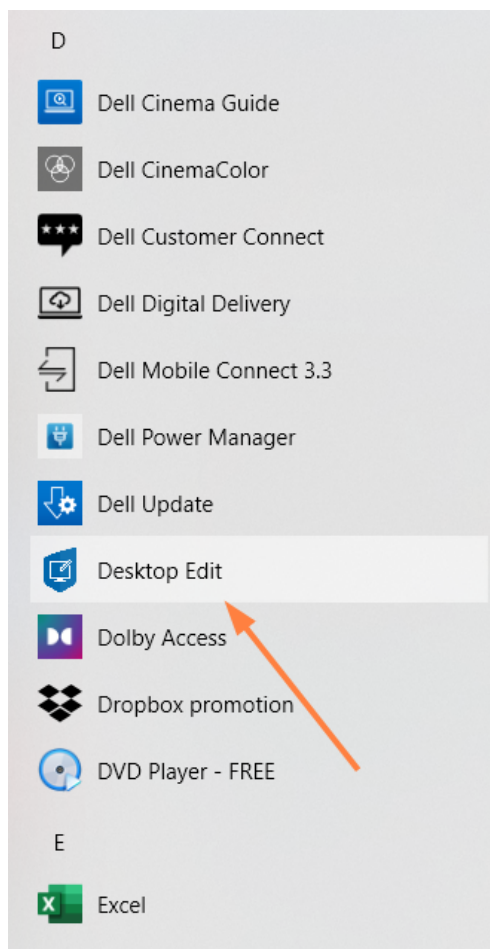 D
Dell Cinema Guide
Dell CinemaColor
Dell Customer Connect
Dell Digital Delivery
Dell Mobile Connect 3.3
Dell Power Manager
Dell Update
Desktop Edit
Dolby Access
Dropbox promotion
DVD Player - FREE
E
Excel